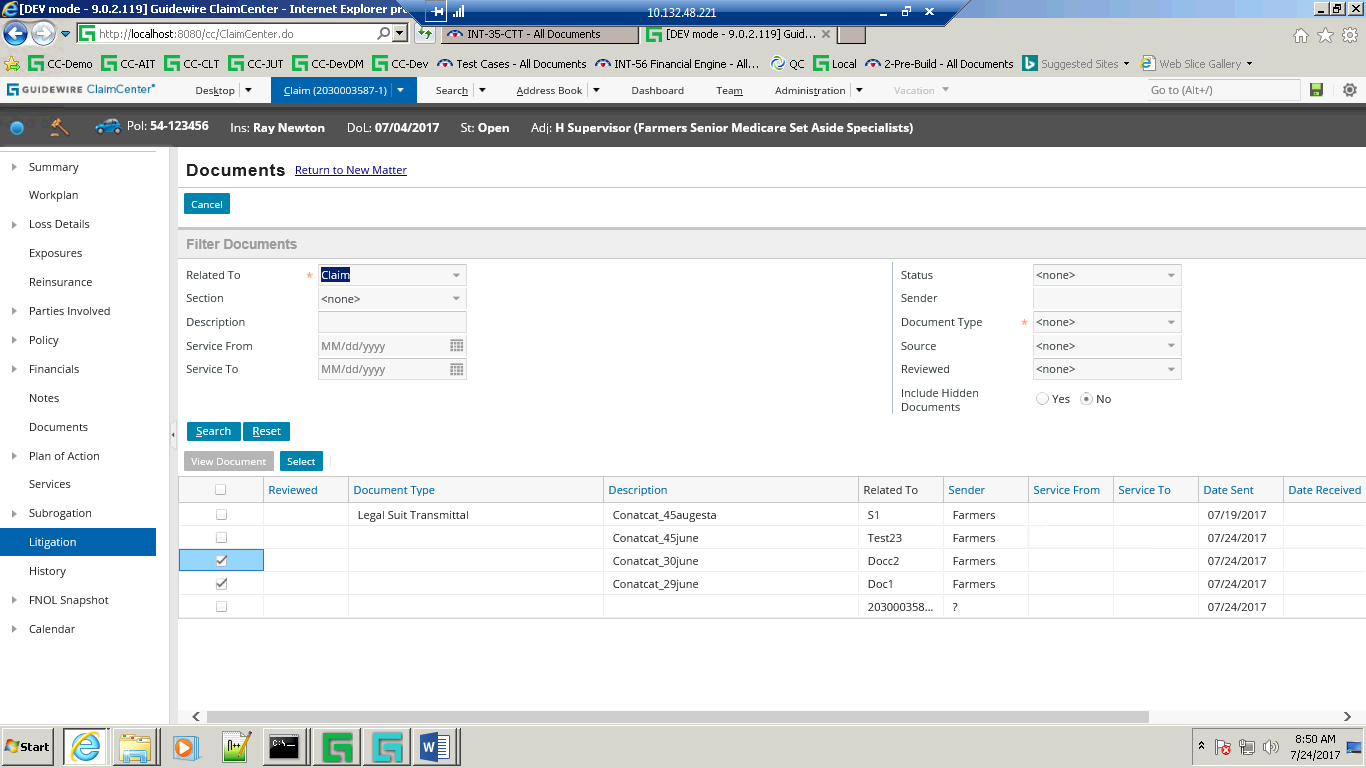 [DEV mode - 9.0.2.119] Guidewire ClaimCenter - Internet Explorer pr
10.132.48.221
http://localhost:8080/cc/ClaimCenter.do
INT-35-CTT - All Documents
[DEV mode - 9.0.2.119] Guid...
CC-Demo
CC-AIT
CC-CLT
CC-JUT
CC-DevDM
CC-Dev
Test Cases - All Documents
INT-56 Financial Engine - All...
QC
Local
2-Pre-Build - All Documents
Suggested Sites
Web Slice Gallery
GUIDEWIRE ClaimCenter
Desktop
Claim (2030003587-1)
Search
Address Book
Dashboard
Team
Administration
Vacation
Go to (Alt+/)
Pol: 54-123456
Ins: Ray Newton
DoL: 07/04/2017
St: Open
Adj: H Supervisor (Farmers Senior Medicare Set Aside Specialists)
Summary
Workplan
Loss Details
Exposures
Reinsurance
Parties Involved
Policy
Financials
Notes
Documents
Plan of Action
Services
Subrogation
Litigation
History
FNOL Snapshot
Calendar
Documents
Return to New Matter
Cancel
Filter Documents
Related To * Claim
Section <none>
Description
Service From MM/dd/yyyy
Service To MM/dd/yyyy
Status <none>
Sender
Document Type * <none>
Source <none>
Reviewed <none>
Include Hidden
Documents
Yes
No
Search
Reset
View Document
Select
Reviewed Document Type Description Related To Sender Service From Service To Date Sent Date Received
Legal Suit Transmittal Conatcat_45augesta S1 Farmers 07/19/2017
Conatcat_45june Test23 Farmers 07/24/2017
Conatcat_30june Docc2 Farmers 07/24/2017
Conatcat_29june Doc1 Farmers 07/24/2017
203000358... ? 07/24/2017
Start
8:50 AM
7/24/2017